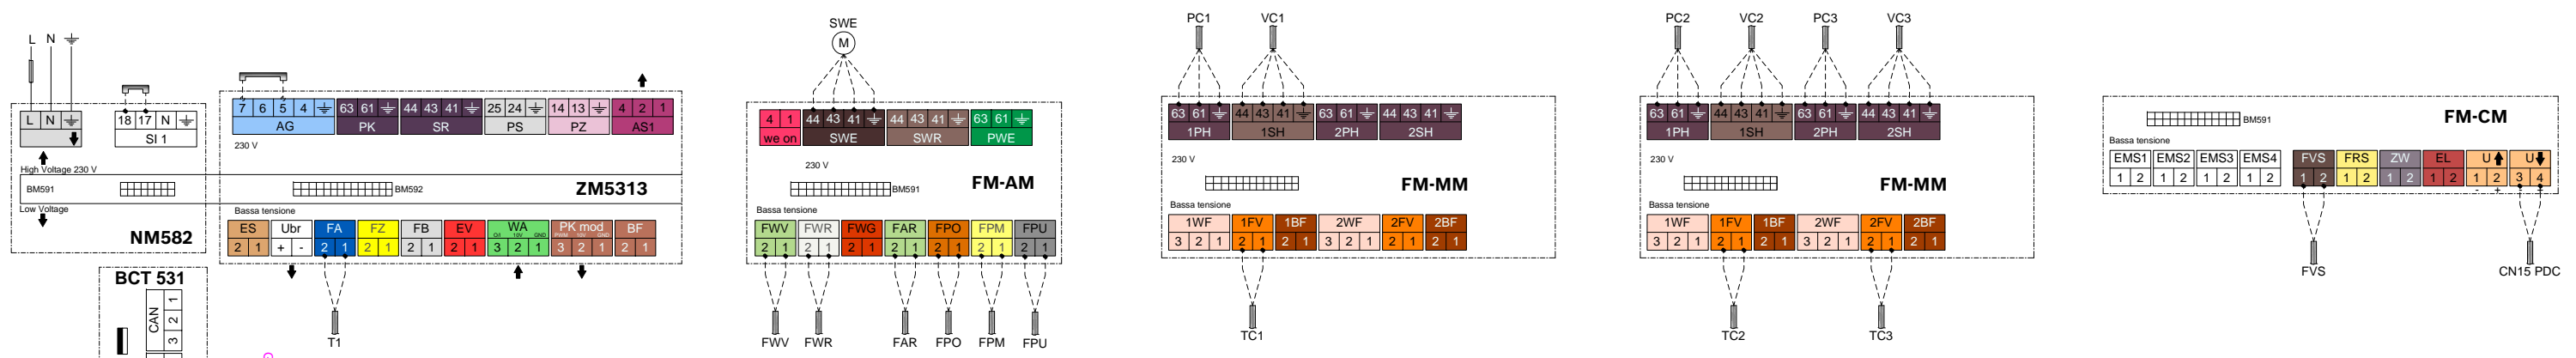 L N
L N
18 17 N
SI 1
High Voltage 230 V
BM591
Low Voltage
NM582
BCT 531
CAN
3 2 1
7 6 5 4
AG
63 61
PK
44 43 41
SR
25 24
PS
14 13
PZ
4 2 1
AS1
230 V
BM592
ZM5313
Bassa tensione
ES
2 1
Ubr
+ -
FA
2 1
FZ
2 1
FB
2 1
EV
2 1
WA
0/I 10V GND
3 2 1
PK mod
PWM 10V GND
3 2 1
BF
2 1
T1
SWE
M
4 1
we on
44 43 41
SWE
44 43 41
SWR
63 61
PWE
230 V
BM591
FM-AM
Bassa tensione
FWV
2 1
FWR
2 1
FWG
2 1
FAR
2 1
FPO
2 1
FPM
2 1
FPU
2 1
FWV FWR FAR FPO FPM FPU
PC1 VC1
63 61
1PH
44 43 41
1SH
63 61
2PH
44 43 41
2SH
230 V
FM-MM
Bassa tensione
1WF
3 2 1
1FV
2 1
1BF
2 1
2WF
3 2 1
2FV
2 1
2BF
2 1
TC1
PC2 VC2 PC3 VC3
63 61
1PH
44 43 41
1SH
63 61
2PH
44 43 41
2SH
230 V
FM-MM
Bassa tensione
1WF
3 2 1
1FV
2 1
1BF
2 1
2WF
3 2 1
2FV
2 1
2BF
2 1
TC2 TC3
BM591
FM-CM
Bassa tensione
EMS1
1 2
EMS2
1 2
EMS3
1 2
EMS4
1 2
FVS
1 2
FRS
1 2
ZW
1 2
EL
1 2
U
1 2
- +
U
3 4
FVS
CN15 PDC